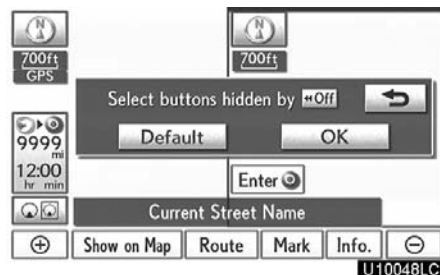 N
N
700ft
700ft
GPS
Select buttons hidden by ◂◂Off
Default
OK
9999
mi
12:00
hr min
Enter
Current Street Name
Show on Map
Route
Mark
Info.
U10048LC